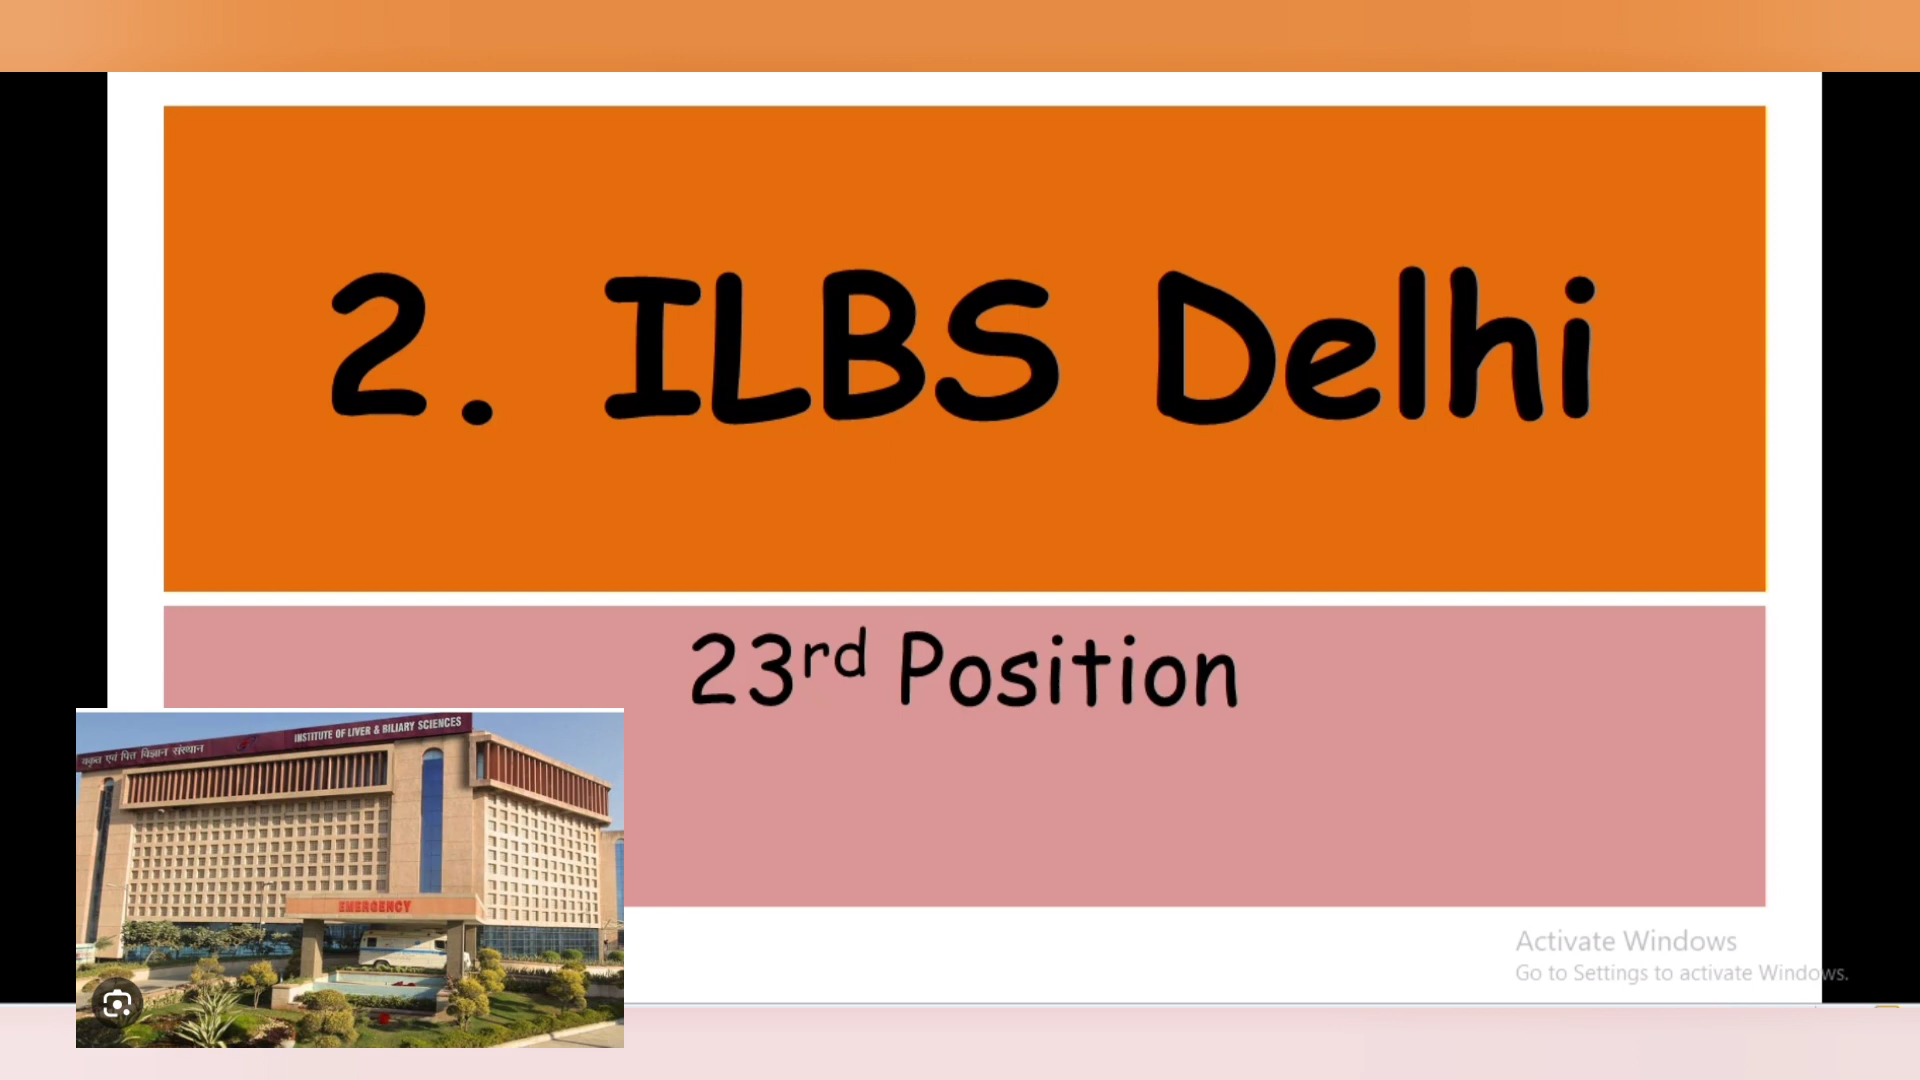 2. ILBS Delhi
23rd Position
यकृत एवं पित्त विज्ञान संस्थान
INSTITUTE OF LIVER & BILIARY SCIENCES
EMERGENCY
Activate Windows
Go to Settings to activate Windows.